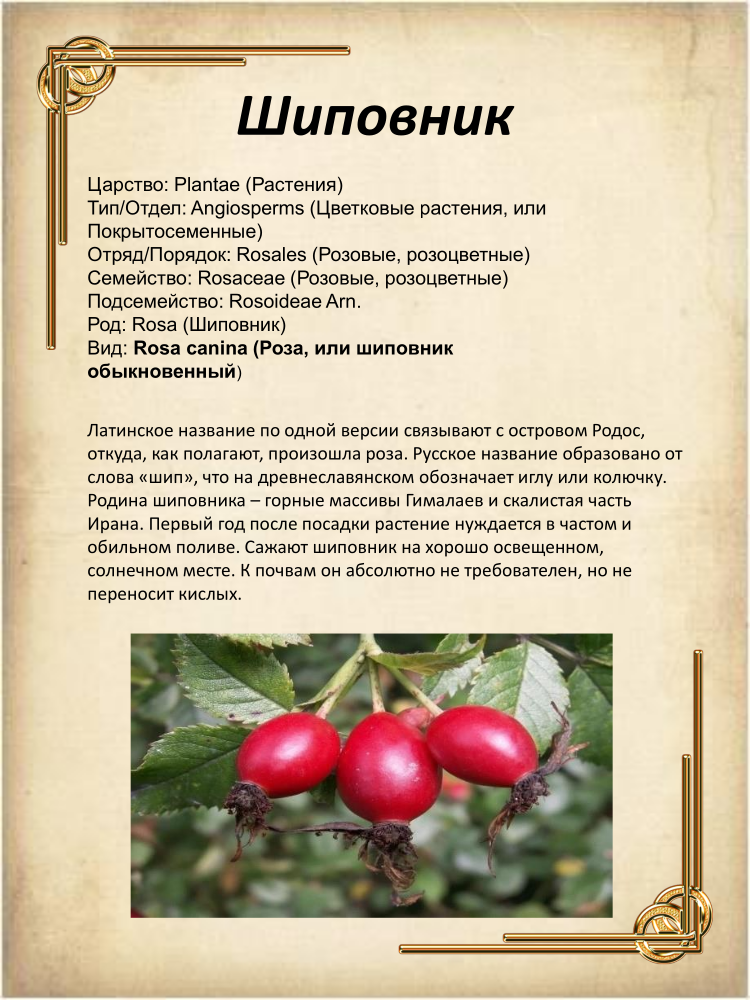 Шиповник
Царство: Plantae (Растения)
Тип/Отдел: Angiosperms (Цветковые растения, или
Покрытосеменные)
Отряд/Порядок: Rosales (Розовые, розоцветные)
Семейство: Rosaceae (Розовые, розоцветные)
Подсемейство: Rosoideae Arn.
Род: Rosa (Шиповник)
Вид: Rosa canina (Роза, или шиповник
обыкновенный)
Латинское название по одной версии связывают с островом Родос,
откуда, как полагают, произошла роза. Русское название образовано от
слова «шип», что на древнеславянском обозначает иглу или колючку.
Родина шиповника – горные массивы Гималаев и скалистая часть
Ирана. Первый год после посадки растение нуждается в частом и
обильном поливе. Сажают шиповник на хорошо освещенном,
солнечном месте. К почвам он абсолютно не требователен, но не
переносит кислых.